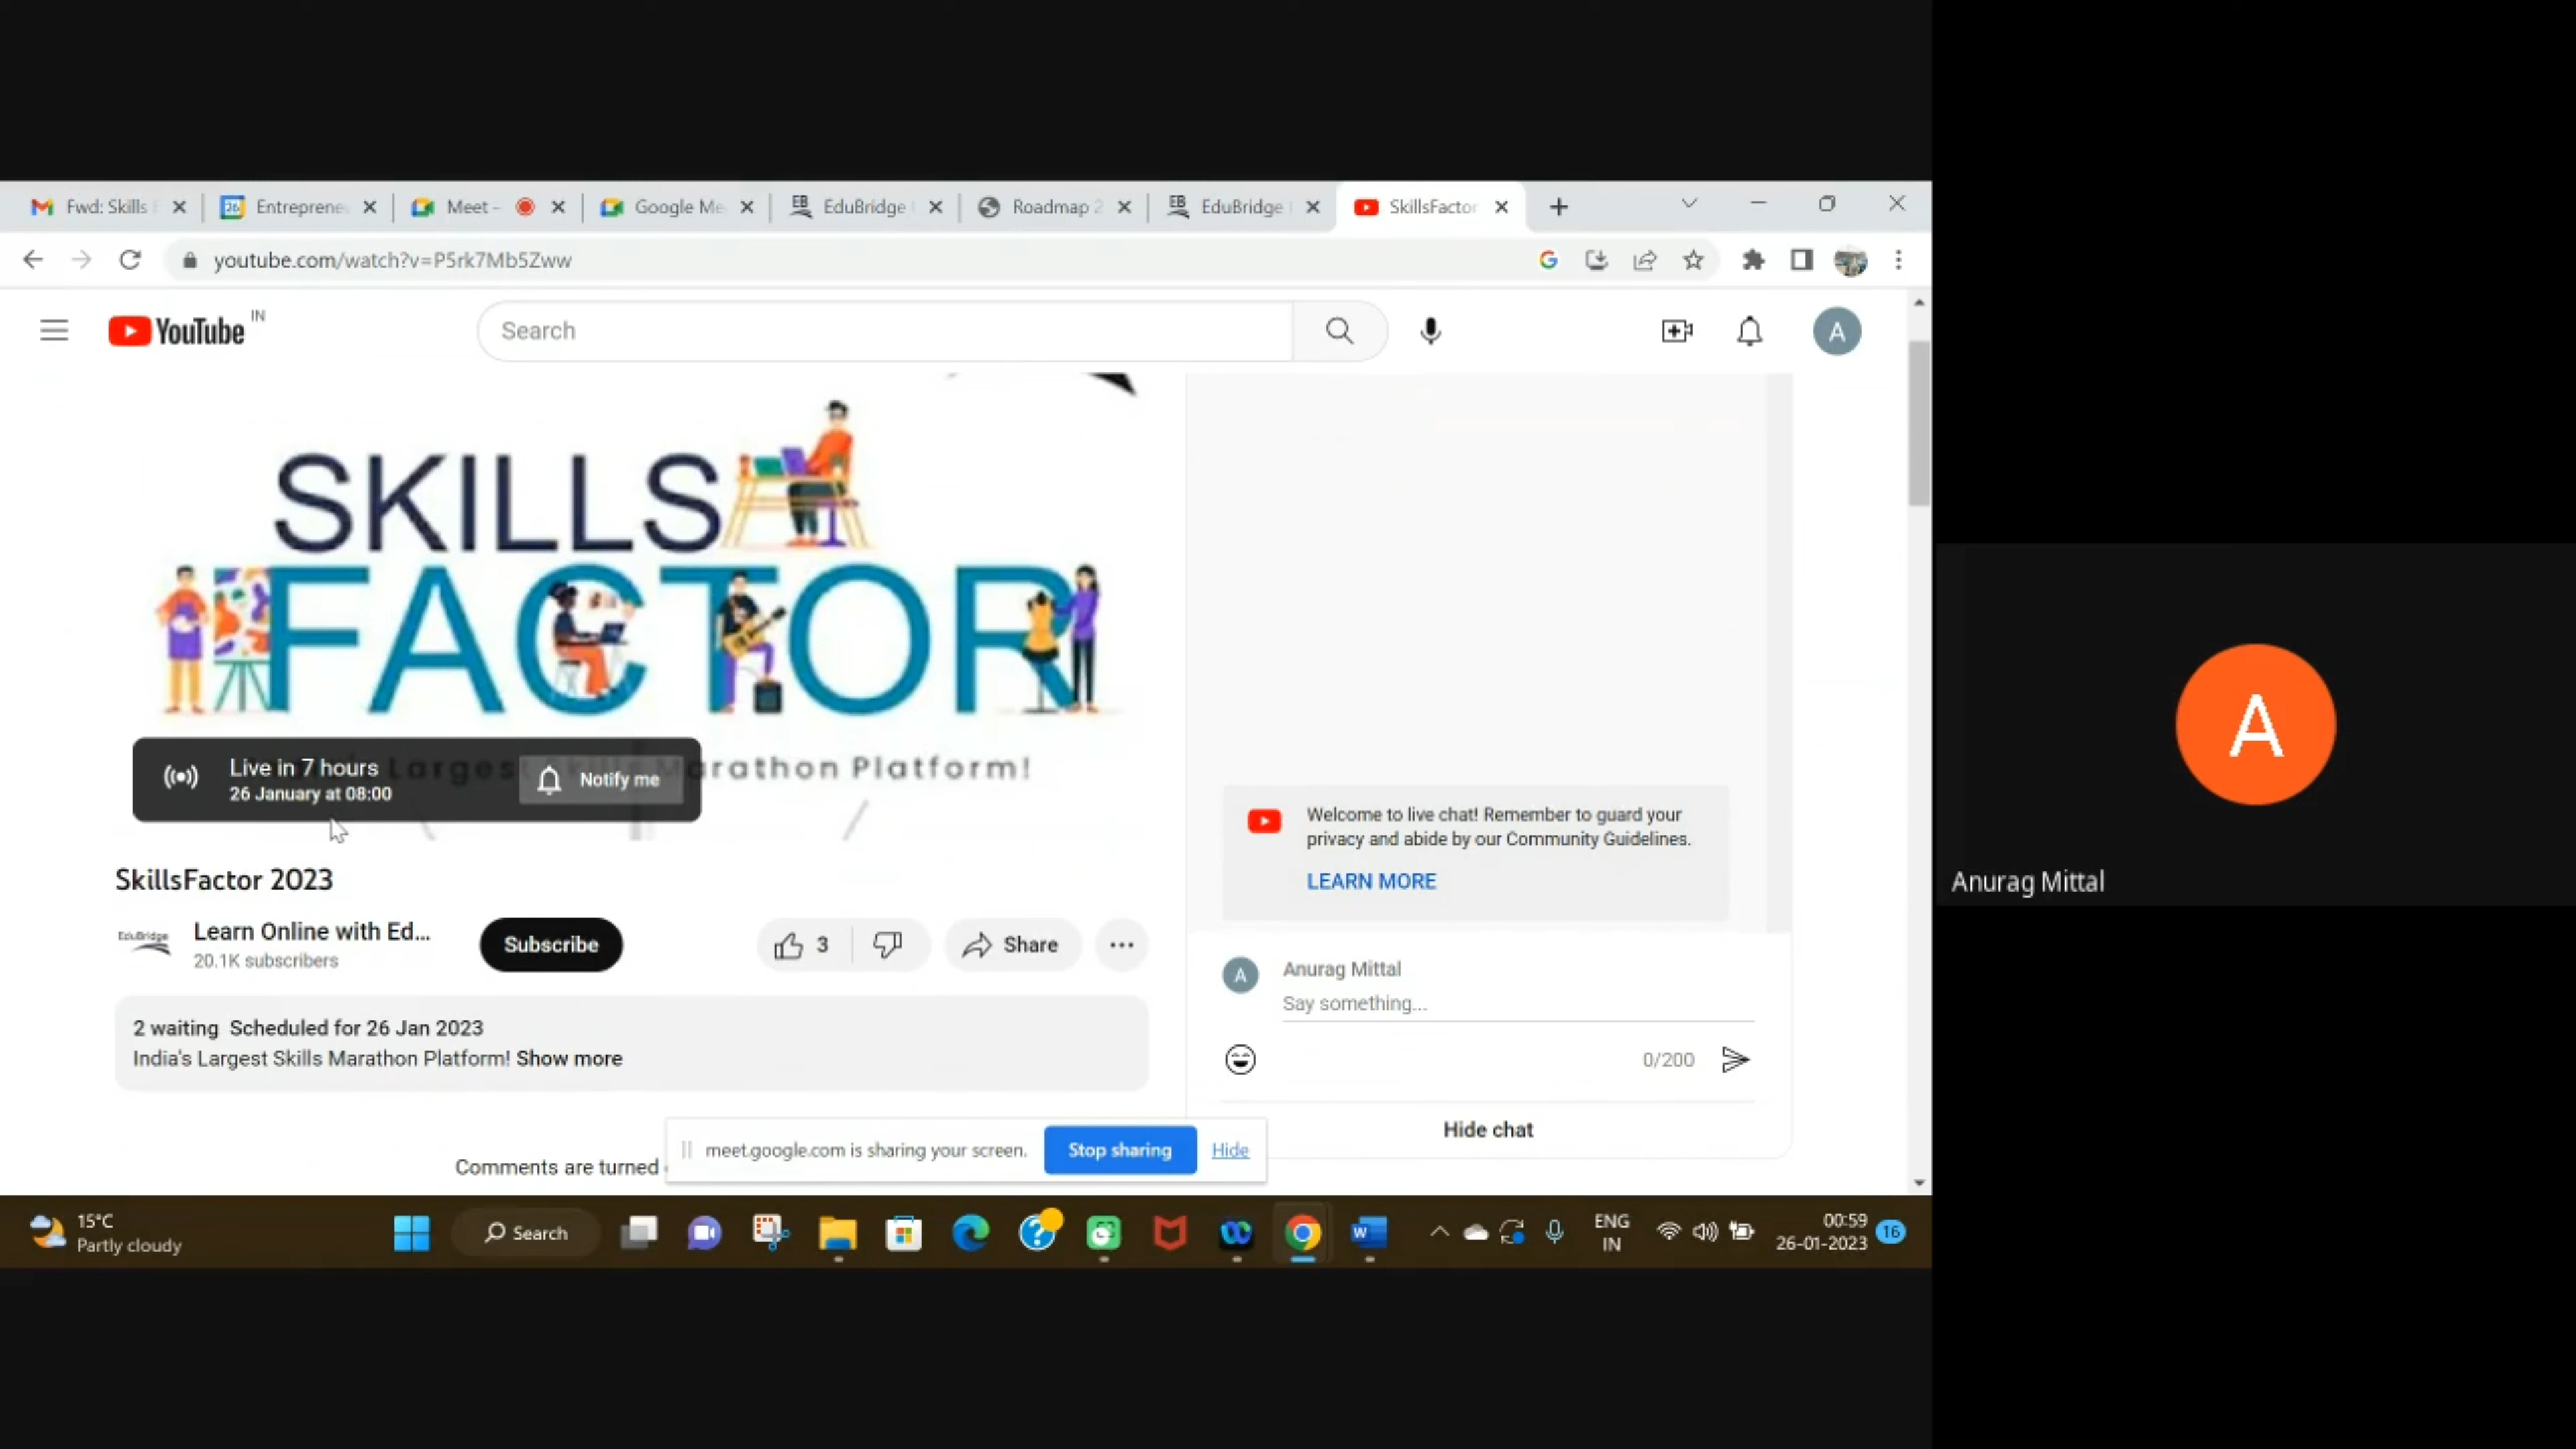 Fwd: Skills
Entreprene
Meet -
Google Me
EduBridge
Roadmap 2
EduBridge
SkillsFactor
youtube.com/watch?v=P5rk7Mb5Zww
YouTube IN
Search
A
SKILLS
FACTOR
Largest Skills Marathon Platform!
Live in 7 hours
26 January at 08:00
Notify me
SkillsFactor 2023
EduBridge
Learn Online with Ed...
20.1K subscribers
Subscribe
3
Share
2 waiting Scheduled for 26 Jan 2023
India's Largest Skills Marathon Platform! Show more
Comments are turned
Welcome to live chat! Remember to guard your
privacy and abide by our Community Guidelines.
LEARN MORE
A
Anurag Mittal
Say something...
0/200
Hide chat
meet.google.com is sharing your screen.
Stop sharing
Hide
15°C
Partly cloudy
Search
ENG
IN
00:59
26-01-2023
16
A
Anurag Mittal